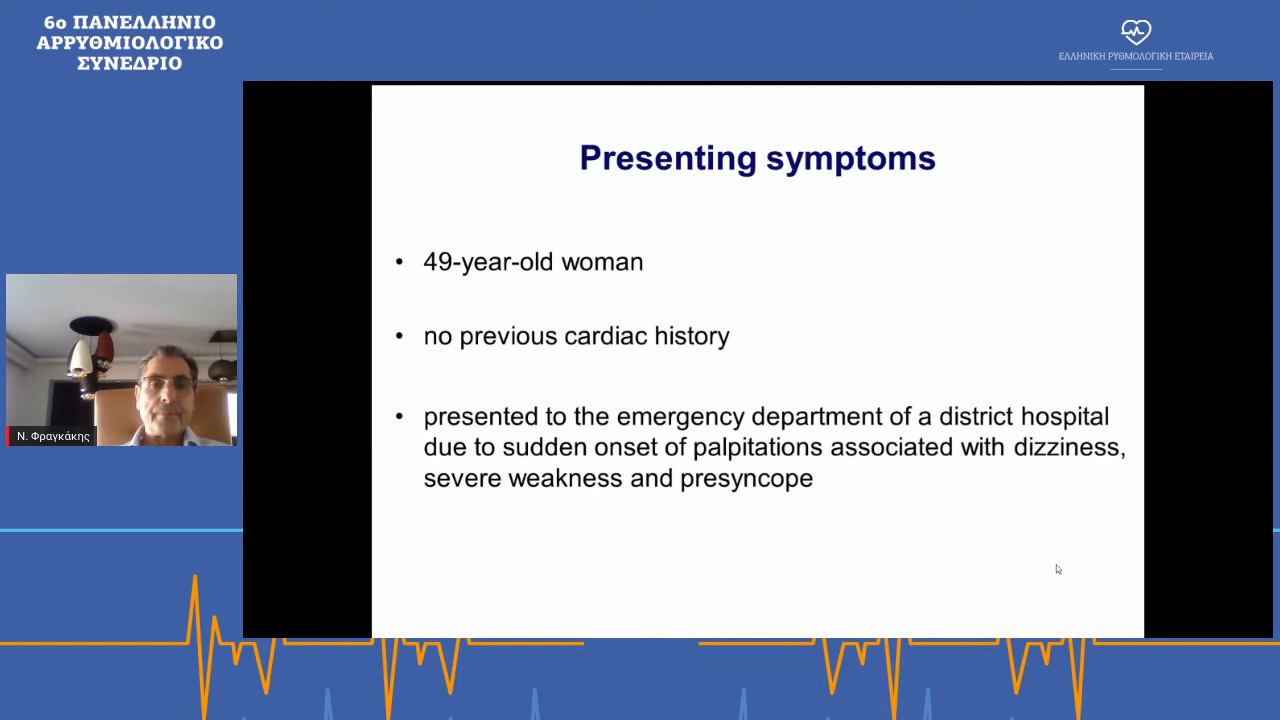 6ο ΠΑΝΕΛΛΗΝΙΟ
ΑΡΡΥΘΜΙΟΛΟΓΙΚΟ
ΣΥΝΕΔΡΙΟ
ΕΛΛΗΝΙΚΗ ΡΥΘΜΟΛΟΓΙΚΗ ΕΤΑΙΡΕΙΑ
Presenting symptoms
• 49-year-old woman
• no previous cardiac history
• presented to the emergency department of a district hospital
due to sudden onset of palpitations associated with dizziness,
severe weakness and presyncope
Ν. Φραγκάκης